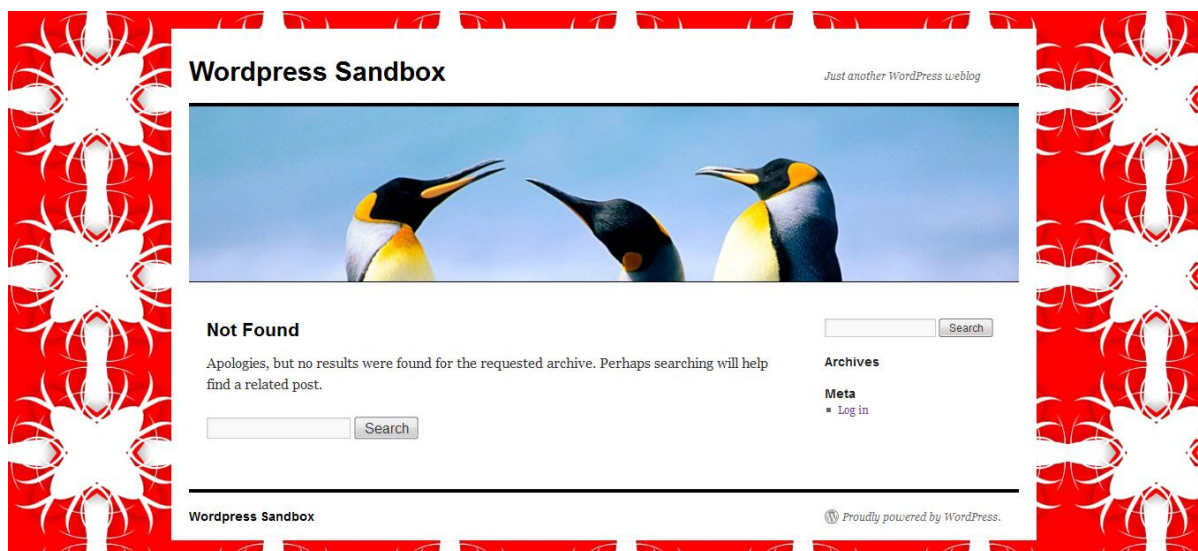 Wordpress Sandbox
Just another WordPress weblog
Not Found
Apologies, but no results were found for the requested archive. Perhaps searching will help
find a related post.
Search
Search
Archives
Meta
Log in
Wordpress Sandbox
Proudly powered by WordPress.